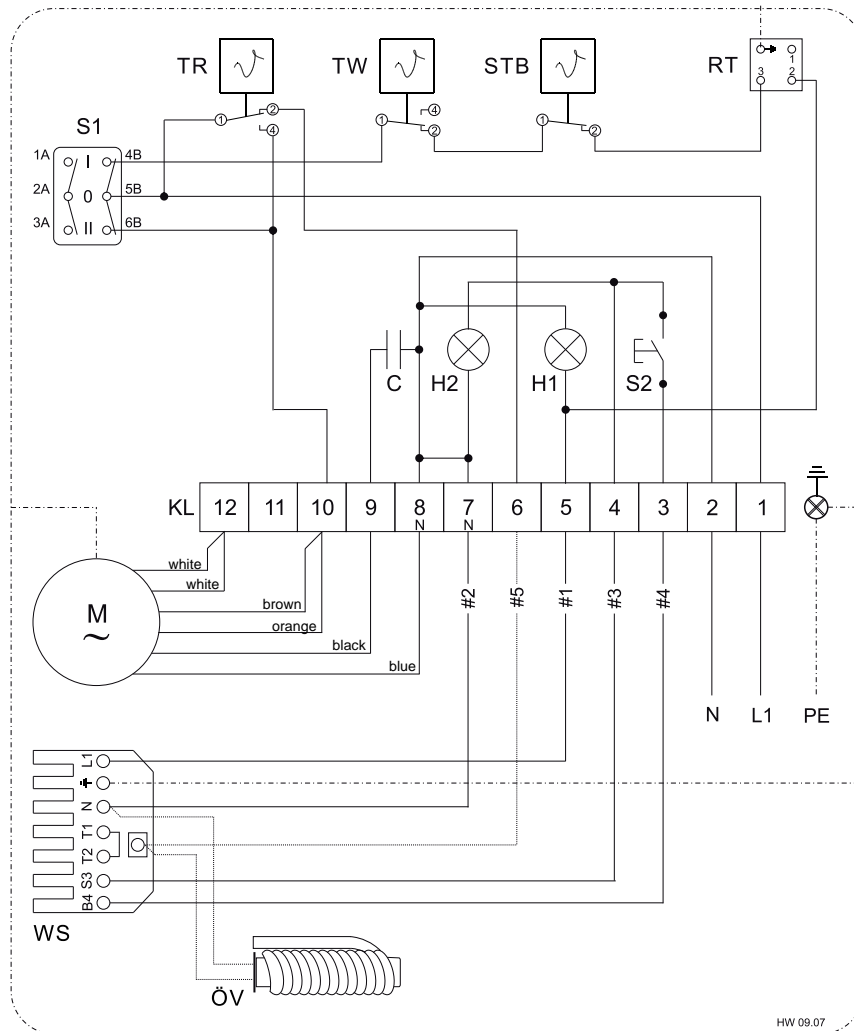 TR TW STB RT
1 2 4
1 4 2
1 2
1 3 2
S1
1A I 4B
2A 0 5B
3A II 6B
C H2 H1 S2
KL 12 11 10 9 8 7 6 5 4 3 2 1
N N
white
white
brown
orange
black
blue
M
~
#2 #5 #1 #3 #4
N L1 PE
L1
N
T1
T2
S3
B4
WS
ÖV
HW 09.07